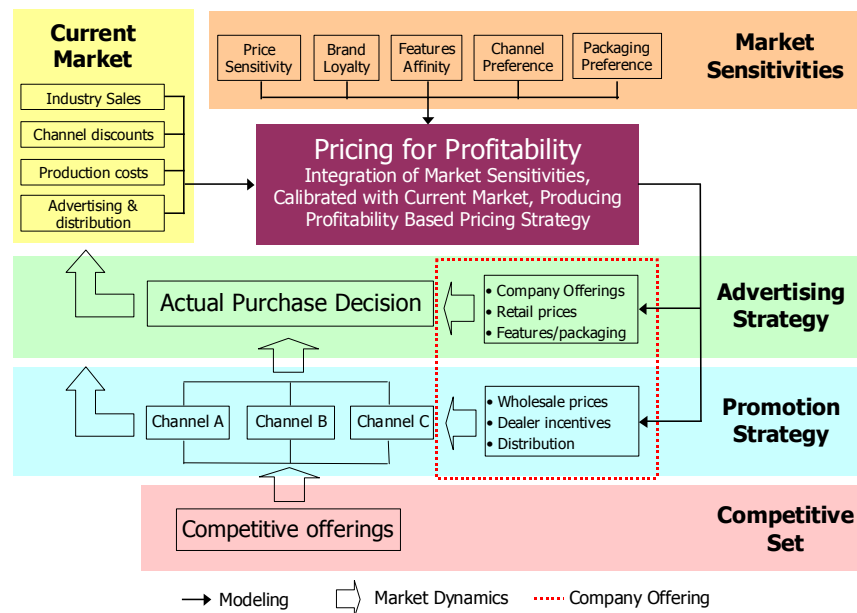 Current
Market
Industry Sales
Channel discounts
Production costs
Advertising &
distribution
Price
Sensitivity
Brand
Loyalty
Features
Affinity
Channel
Preference
Packaging
Preference
Market
Sensitivities
Pricing for Profitability
Integration of Market Sensitivities,
Calibrated with Current Market, Producing
Profitability Based Pricing Strategy
Actual Purchase Decision
• Company Offerings
• Retail prices
• Features/packaging
Advertising
Strategy
Channel A
Channel B
Channel C
• Wholesale prices
• Dealer incentives
• Distribution
Promotion
Strategy
Competitive offerings
Competitive
Set
Modeling
Market Dynamics
Company Offering